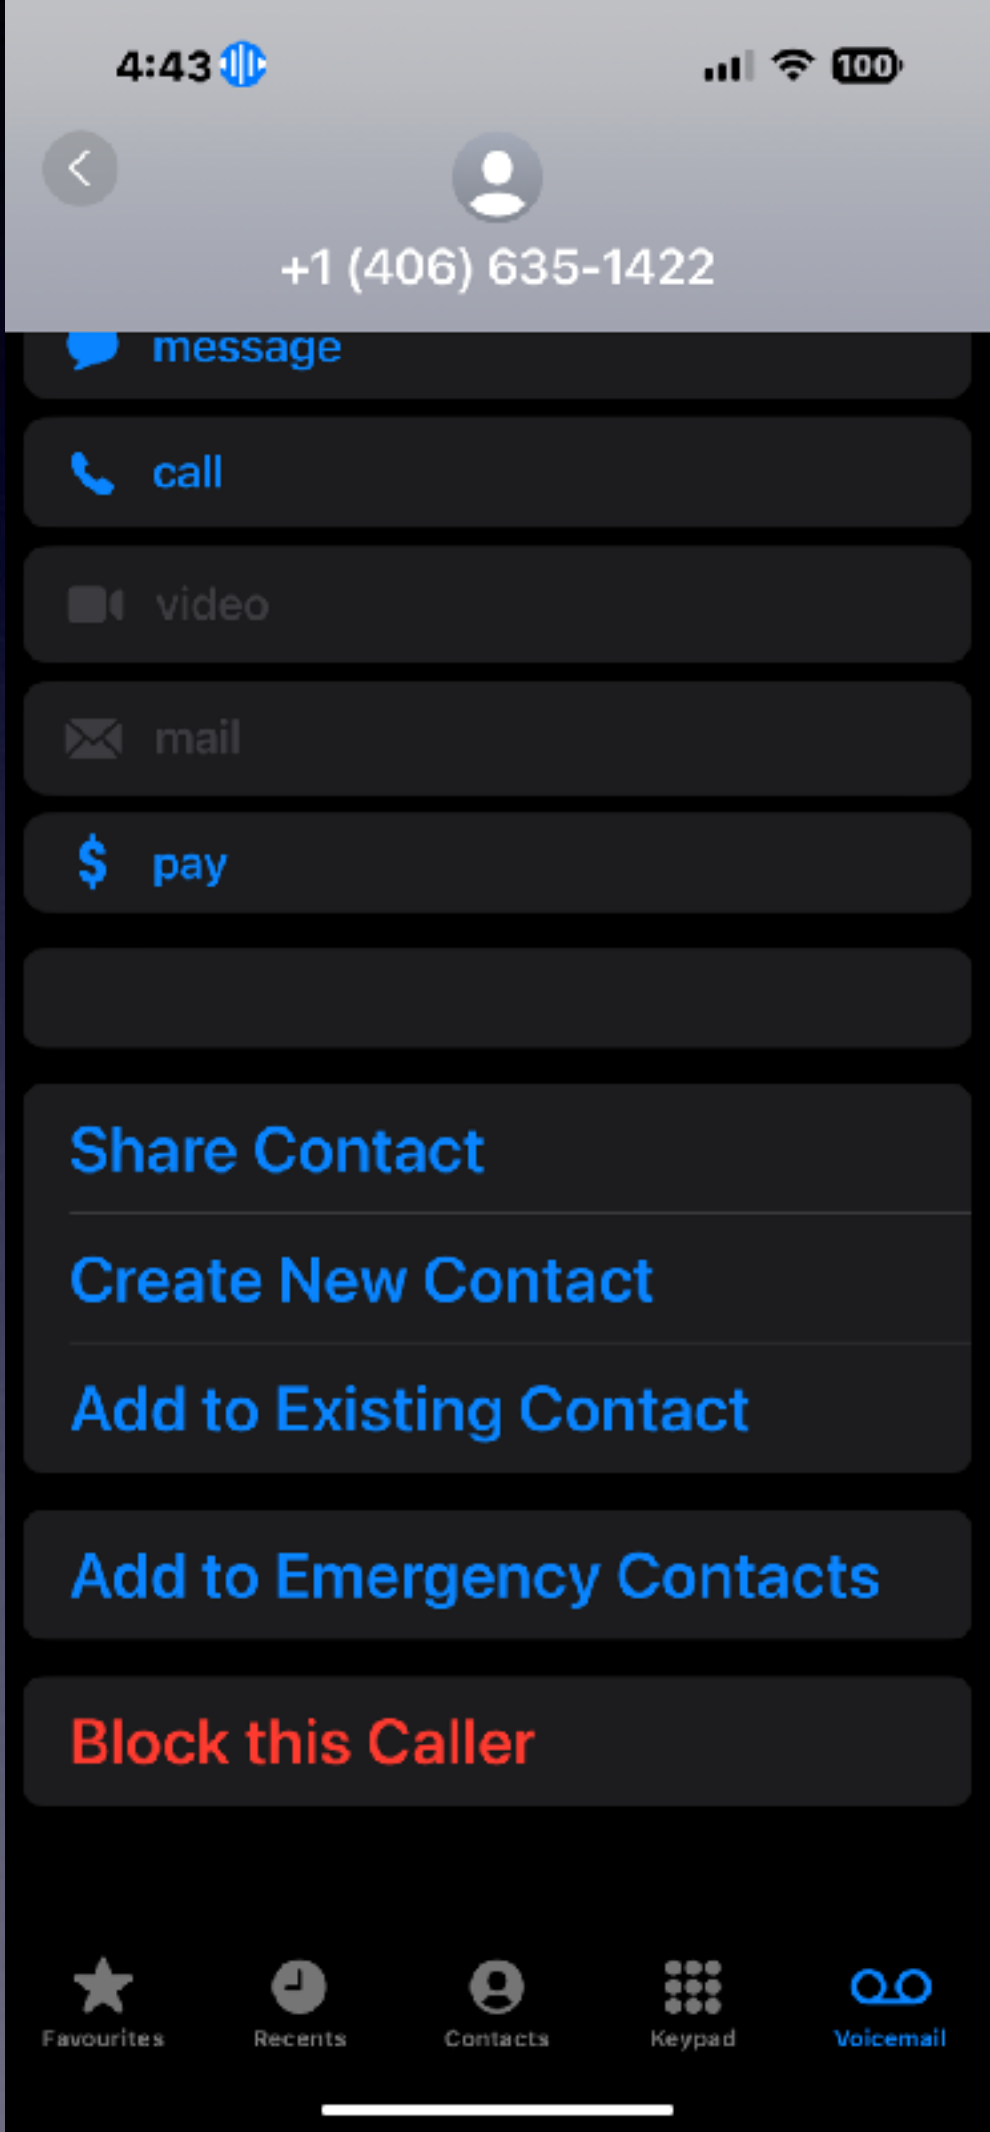 4:43
100
+1 (406) 635-1422
message
call
video
mail
$ pay
Share Contact
Create New Contact
Add to Existing Contact
Add to Emergency Contacts
Block this Caller
Favourites Recents Contacts Keypad Voicemail